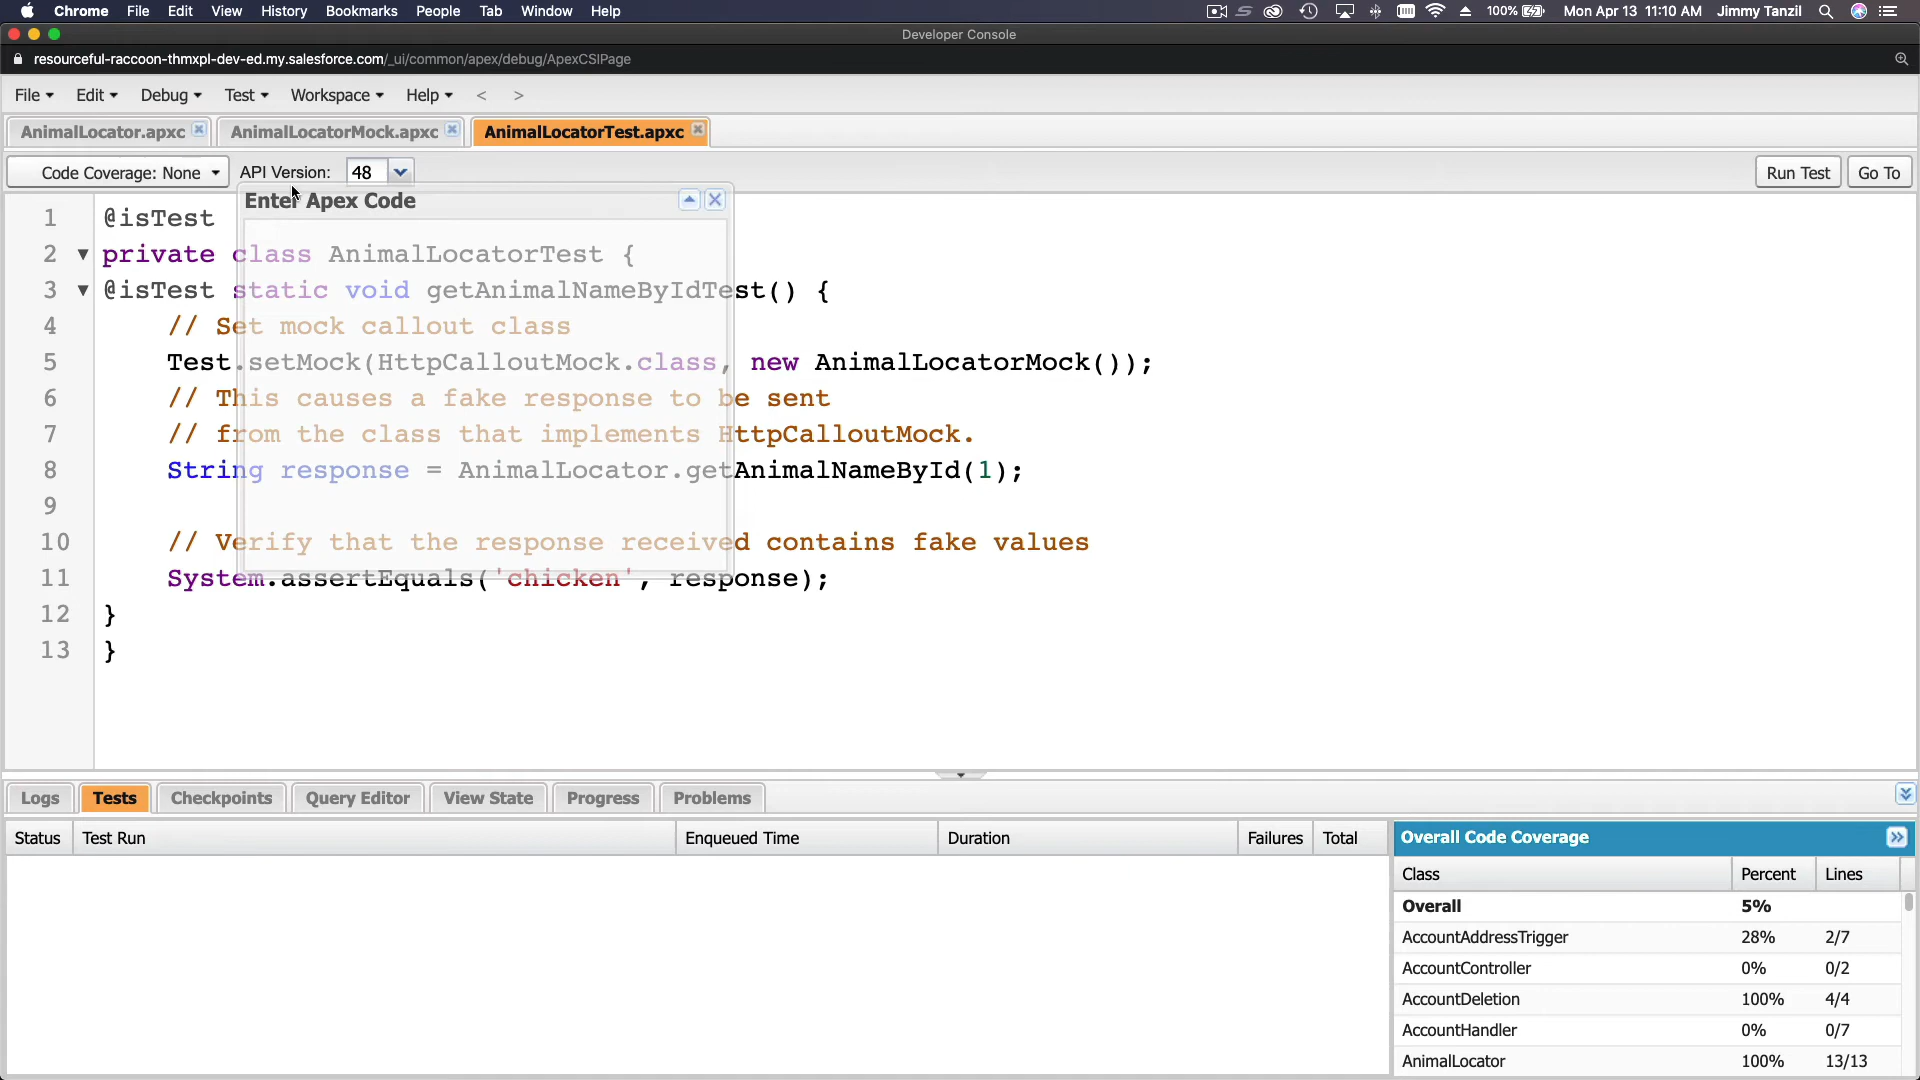 Chrome File Edit View History Bookmarks People Tab Window Help 100% Mon Apr 13 11:10 AM Jimmy Tanzil
Developer Console
resourceful-raccoon-thmxpl-dev-ed.my.salesforce.com/_ui/common/apex/debug/ApexCSIPage
File Edit Debug Test Workspace Help < >
AnimalLocator.apxc AnimalLocatorMock.apxc AnimalLocatorTest.apxc
Code Coverage: None API Version: 48 Run Test Go To
Enter Apex Code
1 @isTest
2 private class AnimalLocatorTest {
3 @isTest static void getAnimalNameByIdTest() {
4 // Set mock callout class
5 Test.setMock(HttpCalloutMock.class, new AnimalLocatorMock());
6 // This causes a fake response to be sent
7 // from the class that implements HttpCalloutMock.
8 String response = AnimalLocator.getAnimalNameById(1);
9
10 // Verify that the response received contains fake values
11 System.assertEquals('chicken', response);
12 }
13 }
Logs Tests Checkpoints Query Editor View State Progress Problems
Status Test Run Enqueued Time Duration Failures Total
Overall Code Coverage
Class Percent Lines
Overall 5%
AccountAddressTrigger 28% 2/7
AccountController 0% 0/2
AccountDeletion 100% 4/4
AccountHandler 0% 0/7
AnimalLocator 100% 13/13